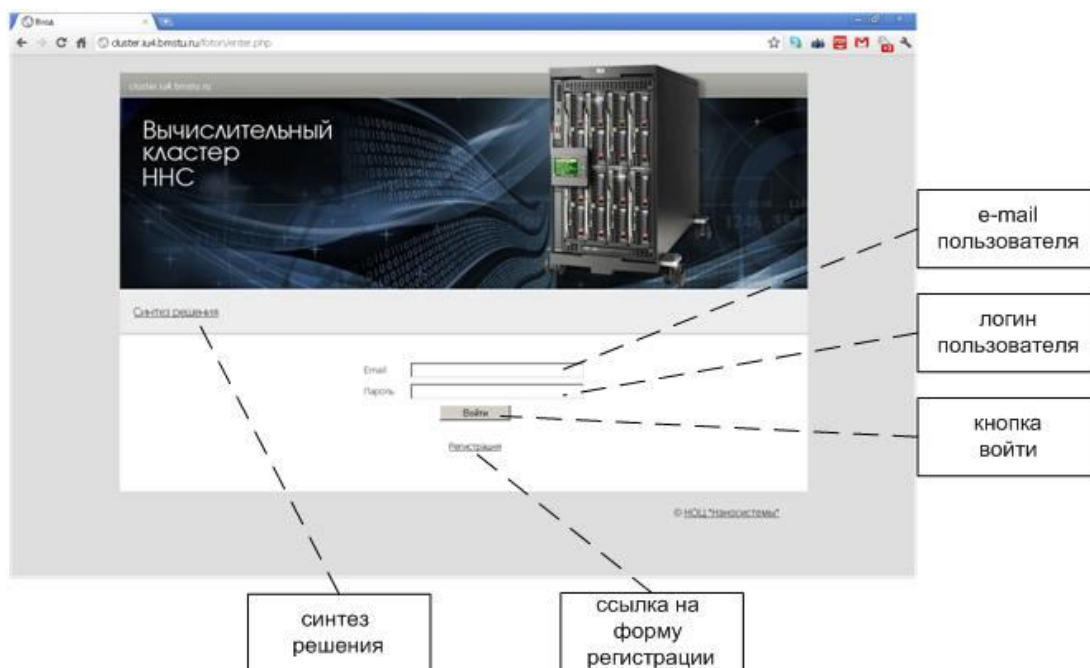 Вход
cluster.iu4.bmstu.ru/foton/enter.php
cluster.iu4.bmstu.ru
Вычислительный
кластер
ННС
e-mail
пользователя
Синтез решения
логин
пользователя
Email
Пароль
Войти
кнопка
войти
Регистрация
© НОЦ "Наносистемы"
синтез
решения
ссылка на
форму
регистрации